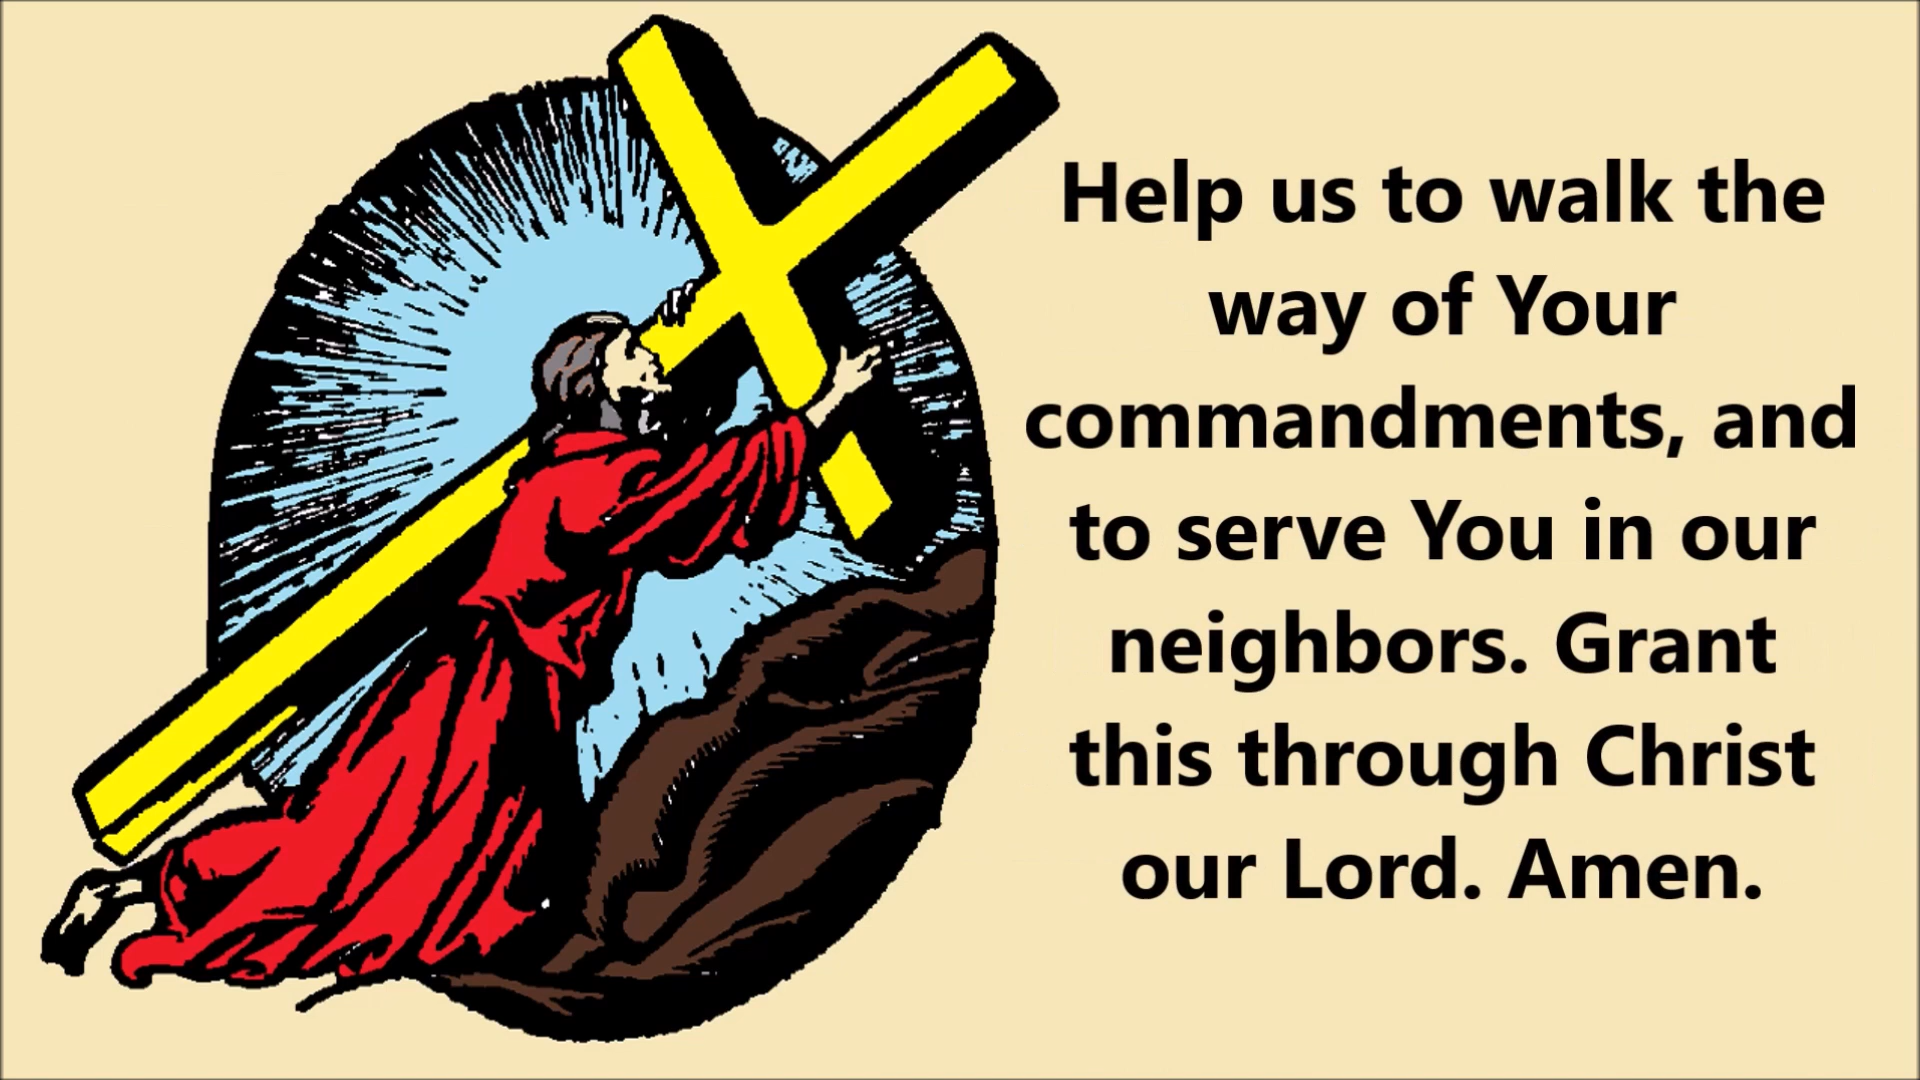 Help us to walk the
way of Your
commandments, and
to serve You in our
neighbors. Grant
this through Christ
our Lord. Amen.